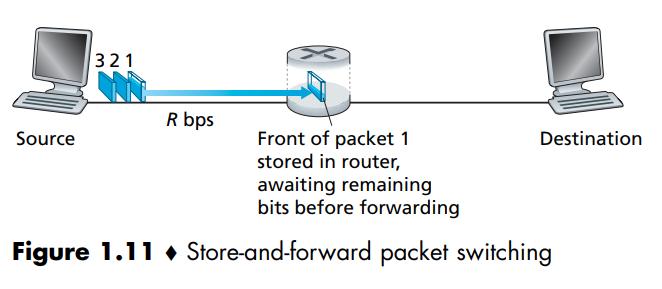 3 2 1
R bps
Source
Front of packet 1
stored in router,
awaiting remaining
bits before forwarding
Destination
Figure 1.11 ♦ Store-and-forward packet switching